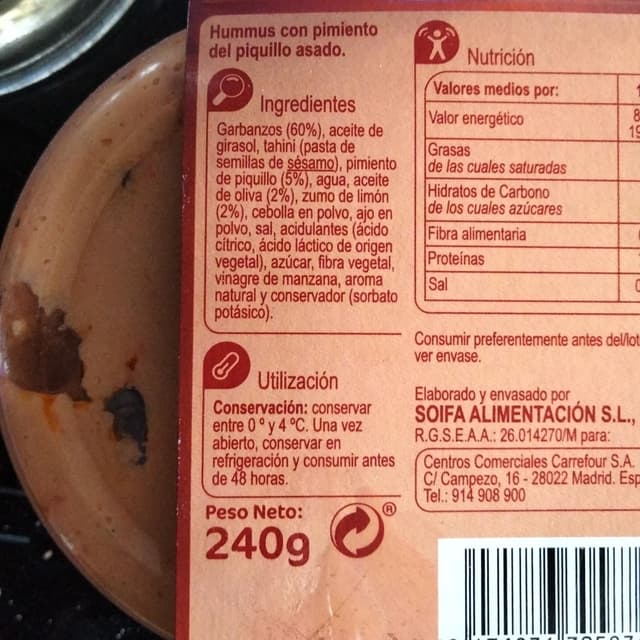 Hummus con pimiento
del piquillo asado.
Ingredientes
Garbanzos (60%), aceite de
girasol, tahini (pasta de
semillas de sésamo), pimiento
de piquillo (5%), agua, aceite
de oliva (2%), zumo de limón
(2%), cebolla en polvo, ajo en
polvo, sal, acidulantes (ácido
cítrico, ácido láctico de origen
vegetal), azúcar, fibra vegetal,
vinagre de manzana, aroma
natural y conservador (sorbato
potásico).
Utilización
Conservación: conservar
entre 0 º y 4 ºC. Una vez
abierto, conservar en
refrigeración y consumir antes
de 48 horas.
Peso Neto:
240g
®
Nutrición
Valores medios por:
Valor energético
Grasas
de las cuales saturadas
Hidratos de Carbono
de los cuales azúcares
Fibra alimentaria
Proteínas
Sal
Consumir preferentemente antes del/lot
ver envase.
Elaborado y envasado por
SOIFA ALIMENTACIÓN S.L.,
R.G.S.E.A.A.: 26.014270/M para:
Centros Comerciales Carrefour S.A.
C/ Campezo, 16 - 28022 Madrid. Esp
Tel.: 914 908 900